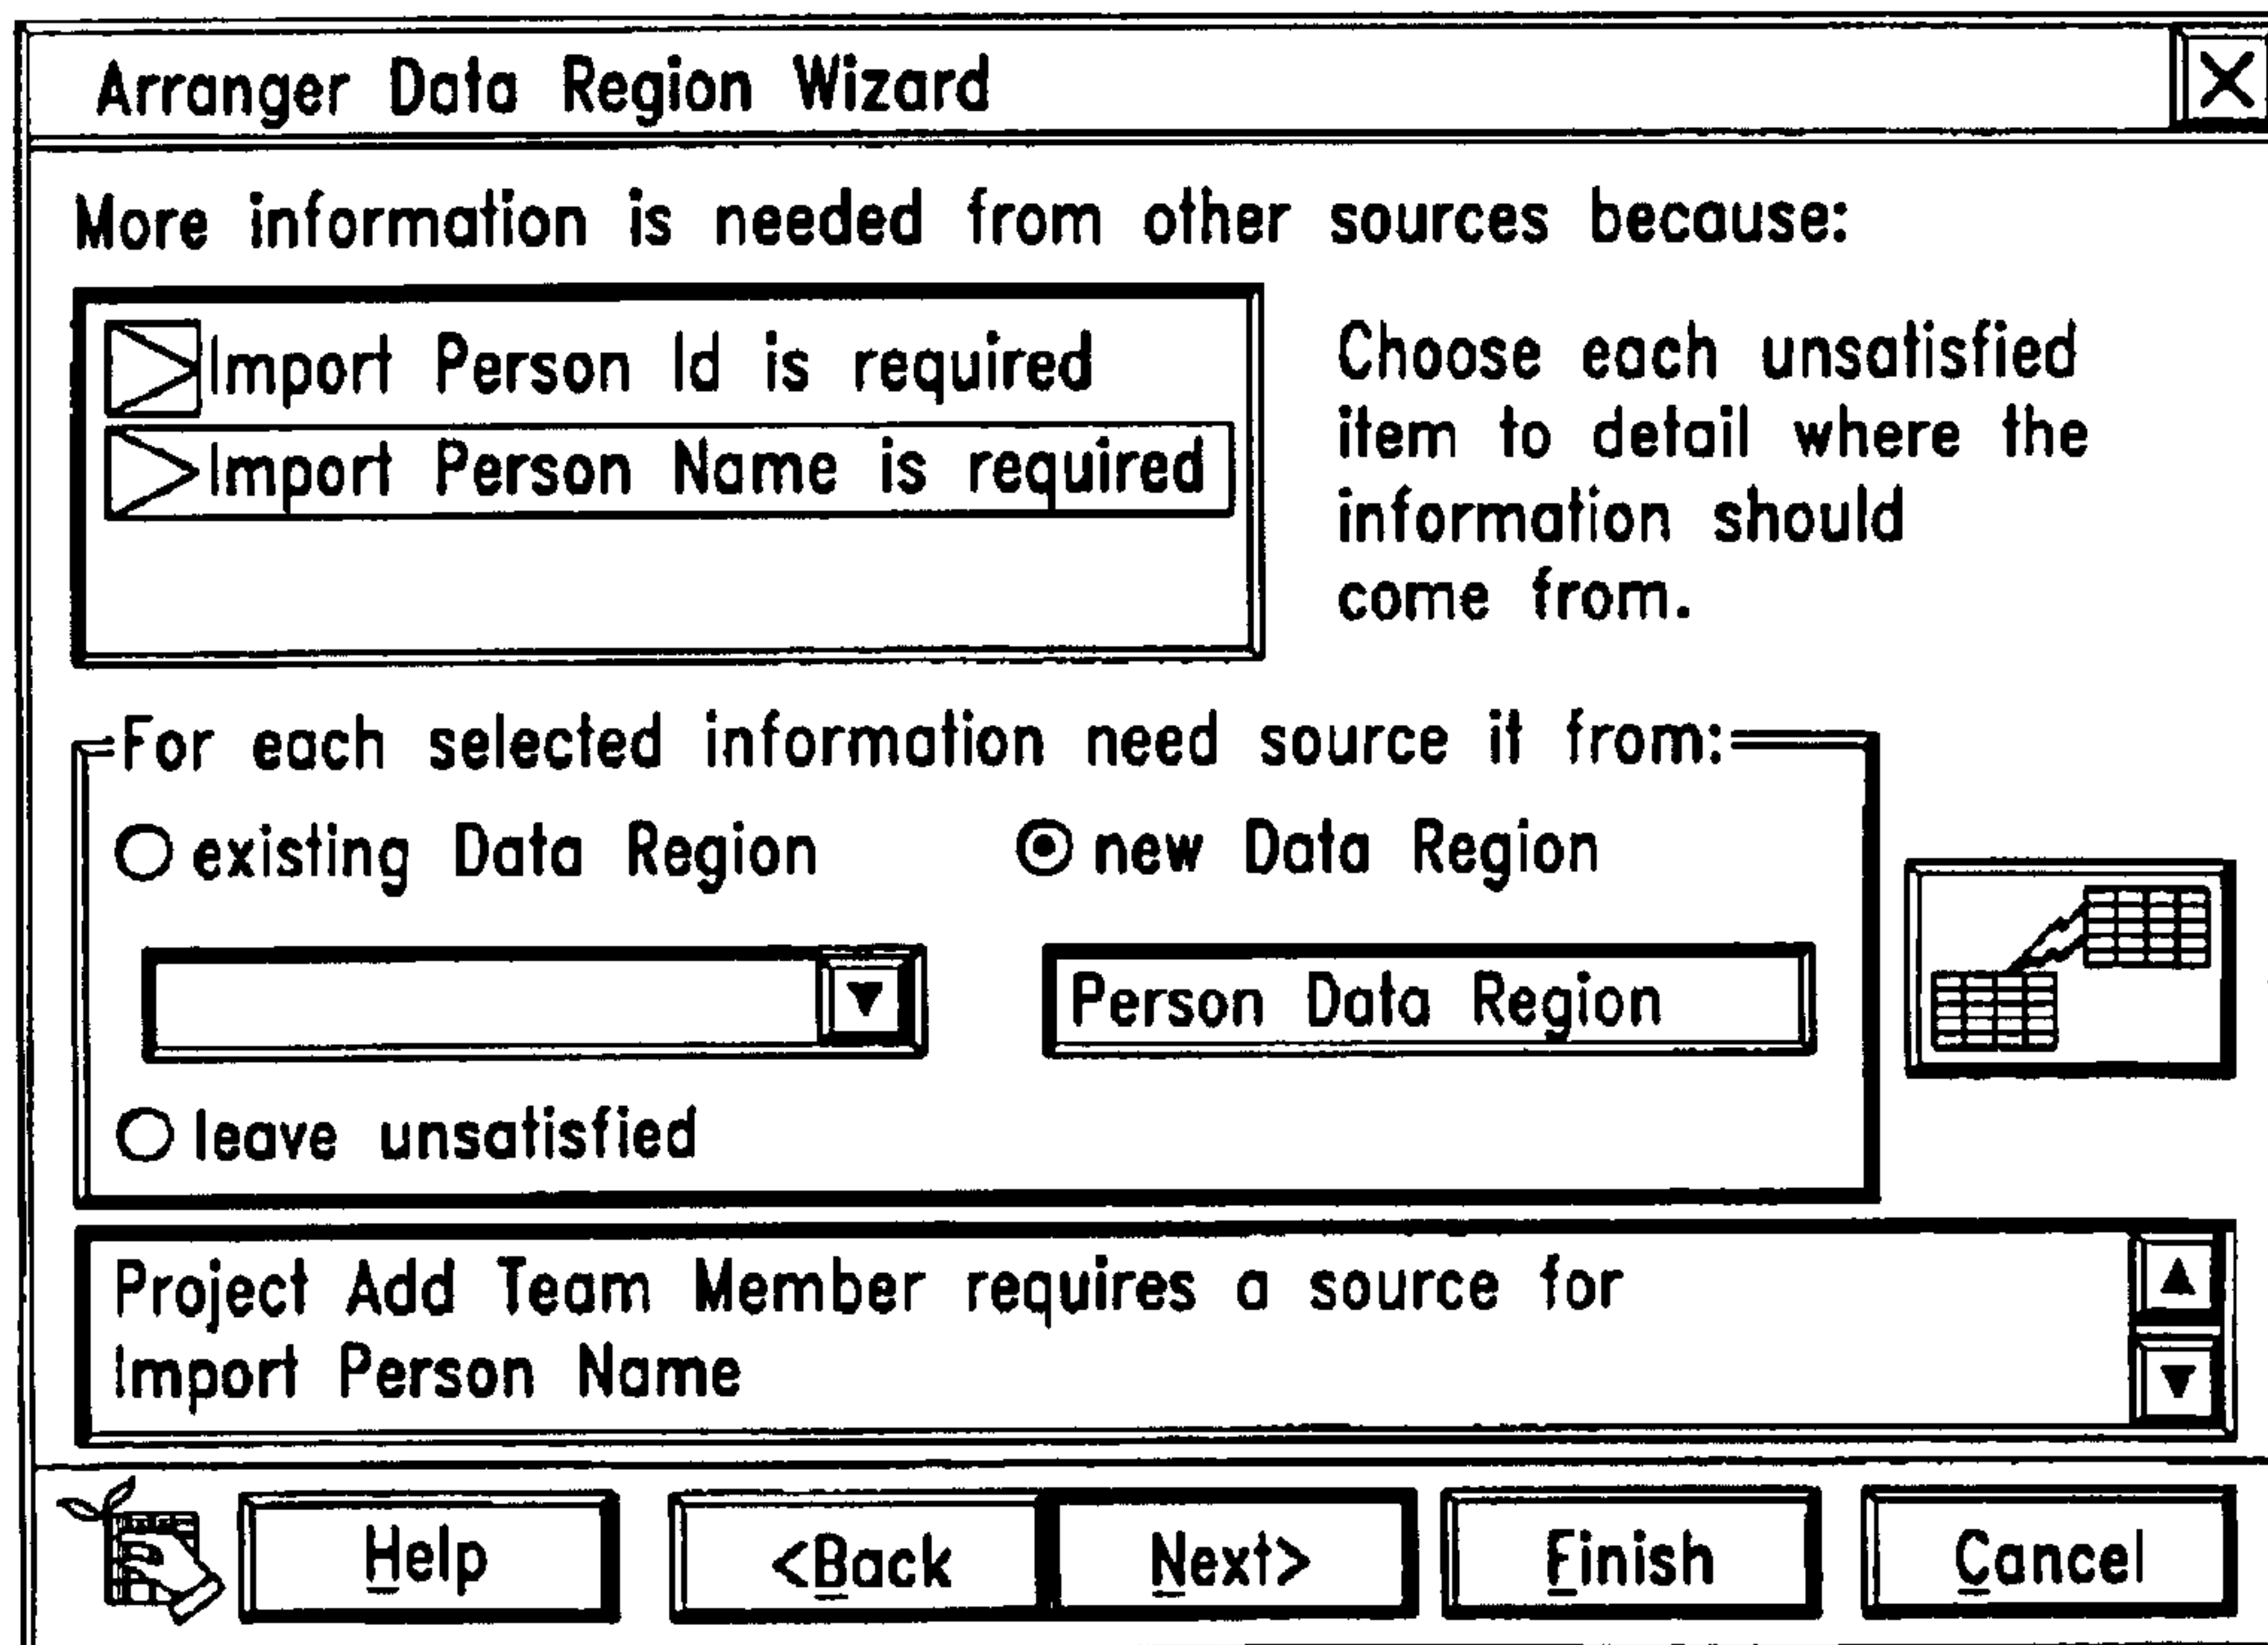 Arranger Data Region Wizard
More information is needed from other sources because:
Import Person Id is required
Import Person Name is required
Choose each unsatisfied
item to detail where the
information should
come from.
For each selected information need source it from:
existing Data Region
new Data Region
Person Data Region
leave unsatisfied
Project Add Team Member requires a source for
Import Person Name
Help
<Back
Next>
Finish
Cancel